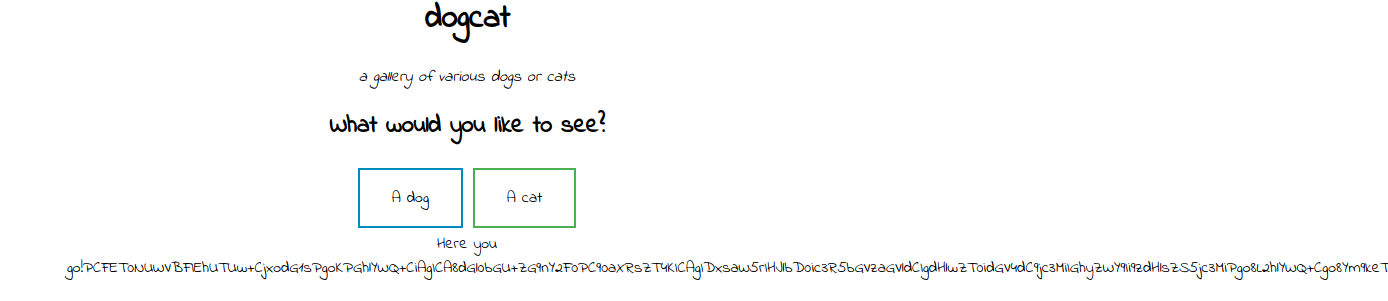 dogcat
a gallery of various dogs or cats
What would you like to see?
A dog A cat
Here you
go!PCFET0NUWVBFIEhUTUw+CjxodG1sPgoKPGhlYWQ+CiAgICA8dGl0bGU+ZG9nY2F0PC90aXRsZT4KICAgIDxsaW5rIHJlbD0ic3R5bGVzaGVldCIgdHlwZT0idGV4dC9jc3MiIGhyZWY9Ii9zdHlsZS5jc3MiPgo8L2hlYWQ+Cgo8Ym9keT